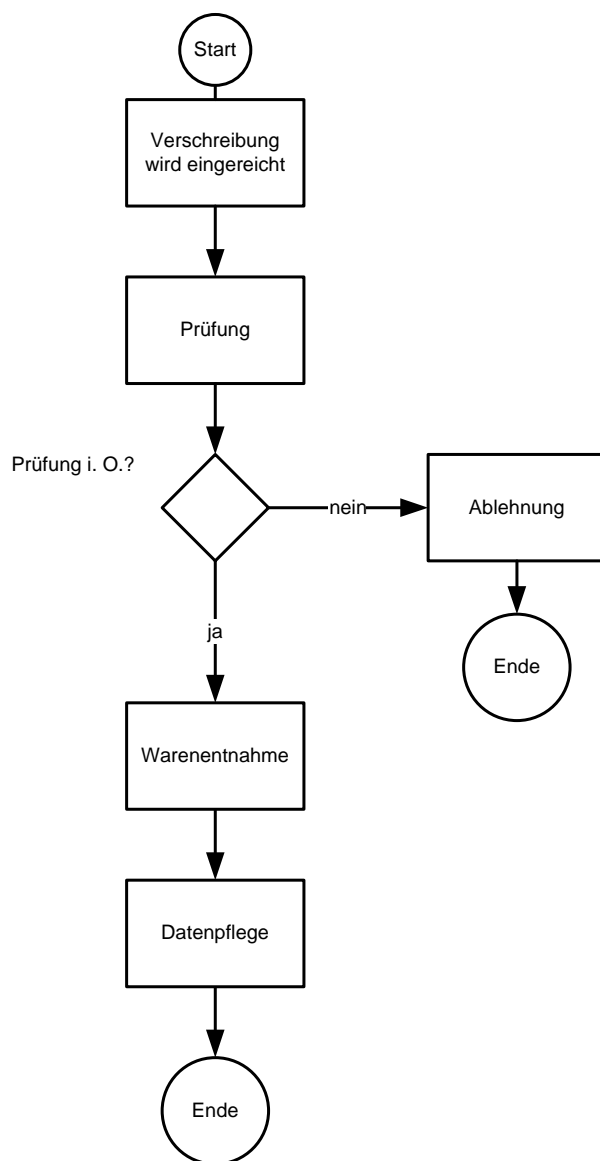 Start
Verschreibung
wird eingereicht
Prüfung
Prüfung i. O.?
nein
Ablehnung
Ende
ja
Warenentnahme
Datenpflege
Ende